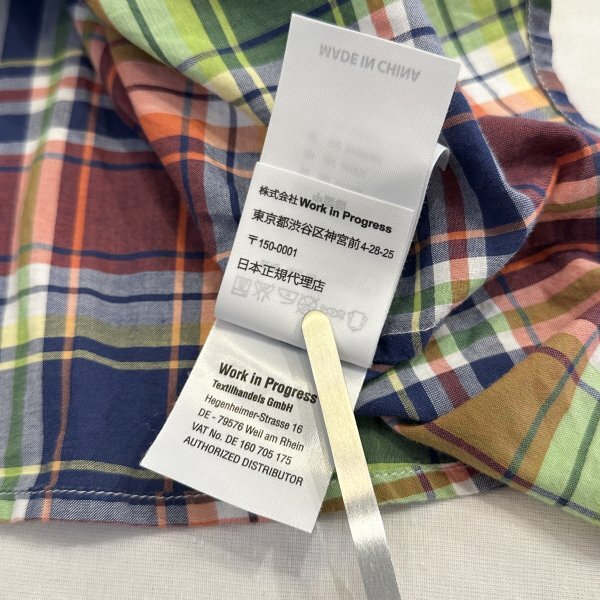 MADE IN CHINA
株式会社Work in Progress
東京都渋谷区神宮前4-28-25
〒150-0001
日本正規代理店
Work in Progress
Textilhandels GmbH
Hegenheimer-Strasse 16
DE - 79576 Weil am Rhein
VAT No. DE 160 705 175
AUTHORIZED DISTRIBUTOR